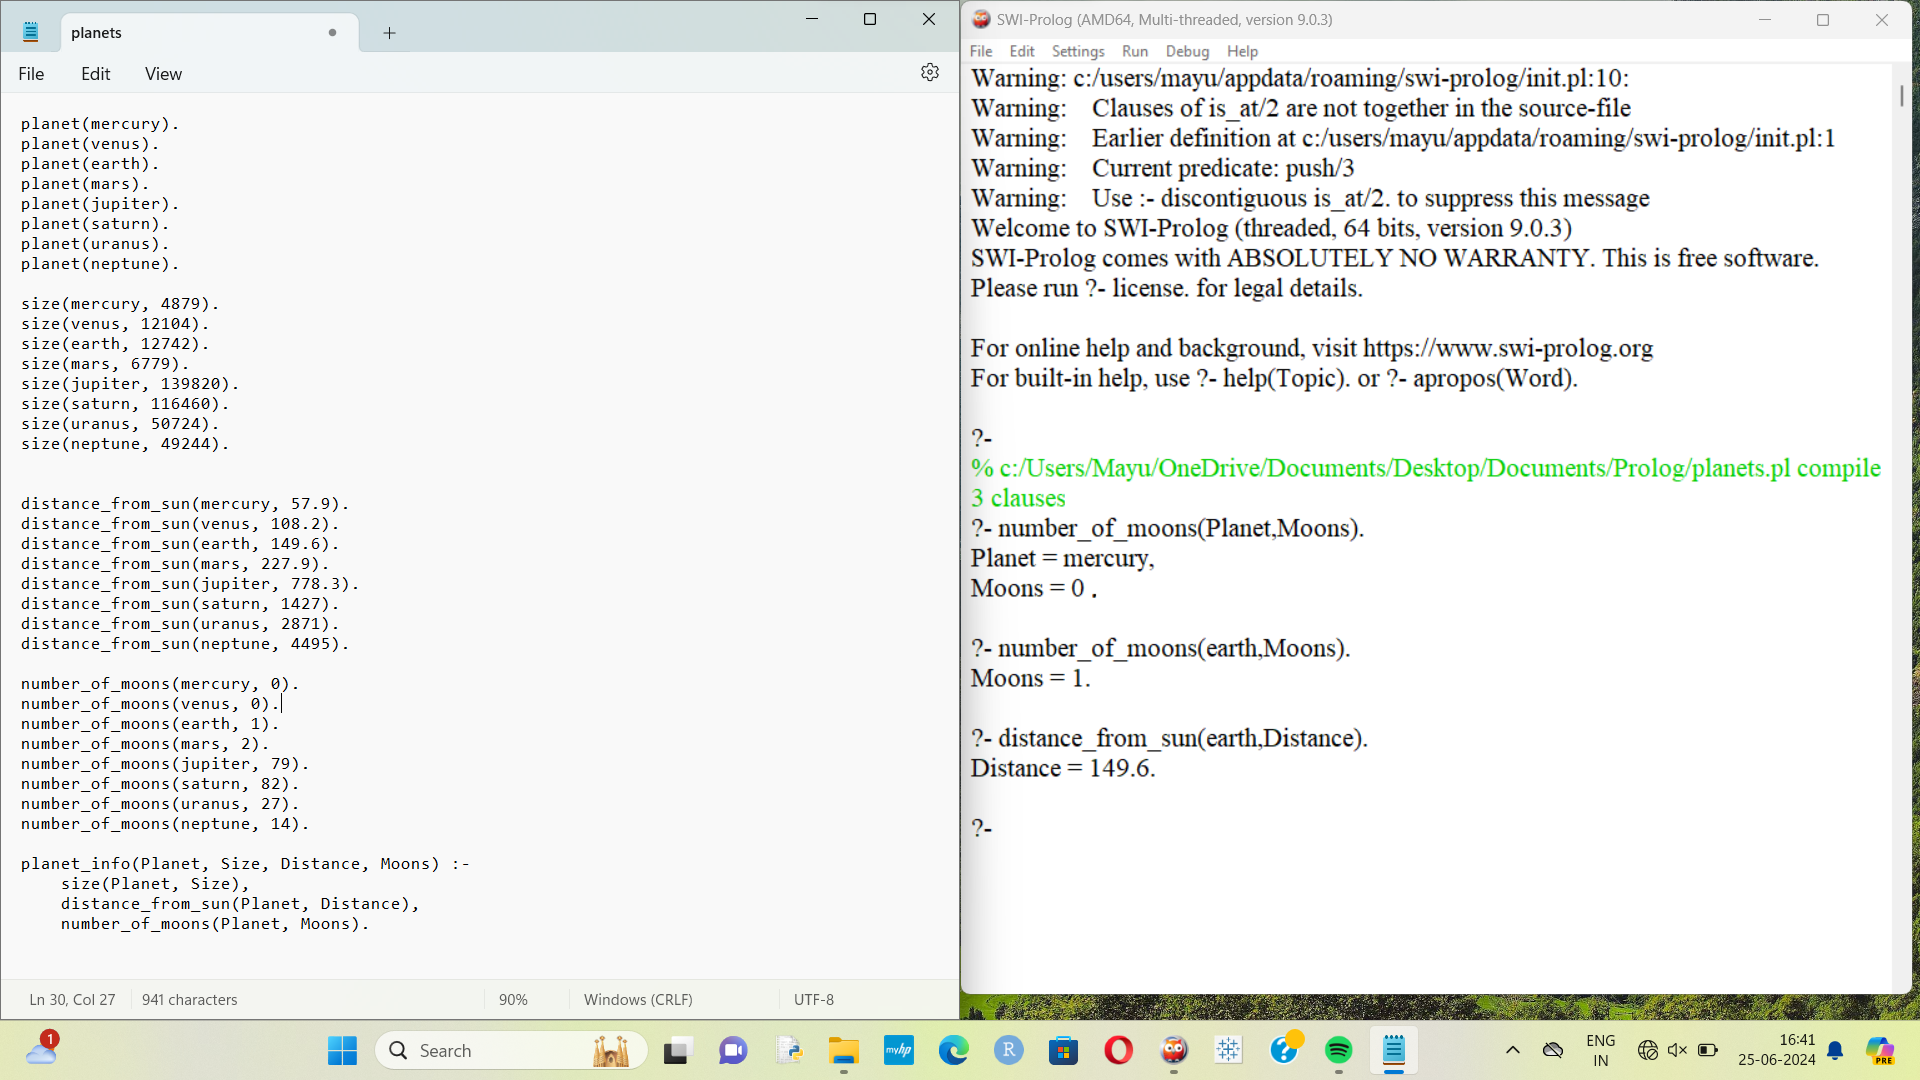 planets
File Edit View
planet(mercury).
planet(venus).
planet(earth).
planet(mars).
planet(jupiter).
planet(saturn).
planet(uranus).
planet(neptune).
size(mercury, 4879).
size(venus, 12104).
size(earth, 12742).
size(mars, 6779).
size(jupiter, 139820).
size(saturn, 116460).
size(uranus, 50724).
size(neptune, 49244).
distance_from_sun(mercury, 57.9).
distance_from_sun(venus, 108.2).
distance_from_sun(earth, 149.6).
distance_from_sun(mars, 227.9).
distance_from_sun(jupiter, 778.3).
distance_from_sun(saturn, 1427).
distance_from_sun(uranus, 2871).
distance_from_sun(neptune, 4495).
number_of_moons(mercury, 0).
number_of_moons(venus, 0).
number_of_moons(earth, 1).
number_of_moons(mars, 2).
number_of_moons(jupiter, 79).
number_of_moons(saturn, 82).
number_of_moons(uranus, 27).
number_of_moons(neptune, 14).
planet_info(Planet, Size, Distance, Moons) :-
    size(Planet, Size),
    distance_from_sun(Planet, Distance),
    number_of_moons(Planet, Moons).
Ln 30, Col 27 941 characters 90% Windows (CRLF) UTF-8
SWI-Prolog (AMD64, Multi-threaded, version 9.0.3)
File Edit Settings Run Debug Help
Warning: c:/users/mayu/appdata/roaming/swi-prolog/init.pl:10:
Warning:    Clauses of is_at/2 are not together in the source-file
Warning:    Earlier definition at c:/users/mayu/appdata/roaming/swi-prolog/init.pl:1
Warning:    Current predicate: push/3
Warning:    Use :- discontiguous is_at/2. to suppress this message
Welcome to SWI-Prolog (threaded, 64 bits, version 9.0.3)
SWI-Prolog comes with ABSOLUTELY NO WARRANTY. This is free software.
Please run ?- license. for legal details.
For online help and background, visit https://www.swi-prolog.org
For built-in help, use ?- help(Topic). or ?- apropos(Word).
?-
% c:/Users/Mayu/OneDrive/Documents/Desktop/Documents/Prolog/planets.pl compile
3 clauses
?- number_of_moons(Planet,Moons).
Planet = mercury,
Moons = 0 .
?- number_of_moons(earth,Moons).
Moons = 1.
?- distance_from_sun(earth,Distance).
Distance = 149.6.
?-
1
Search
myhp
R
?
PRE
ENG
IN
16:41
25-06-2024